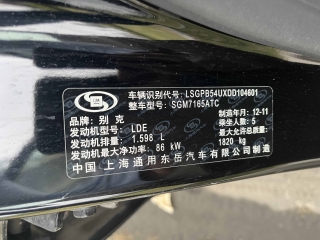 车辆识别代号: LSGPB54UXDD104601
整车型号: SGM7165ATC
品牌: 别克 制造年月: 12-11
发动机型号: LDE 乘坐人数: 5
发动机排量: 1.598 L 最大允许总质量:
发动机最大净功率: 86 kW 1820 kg
中国 上海通用东岳汽车有限公司制造